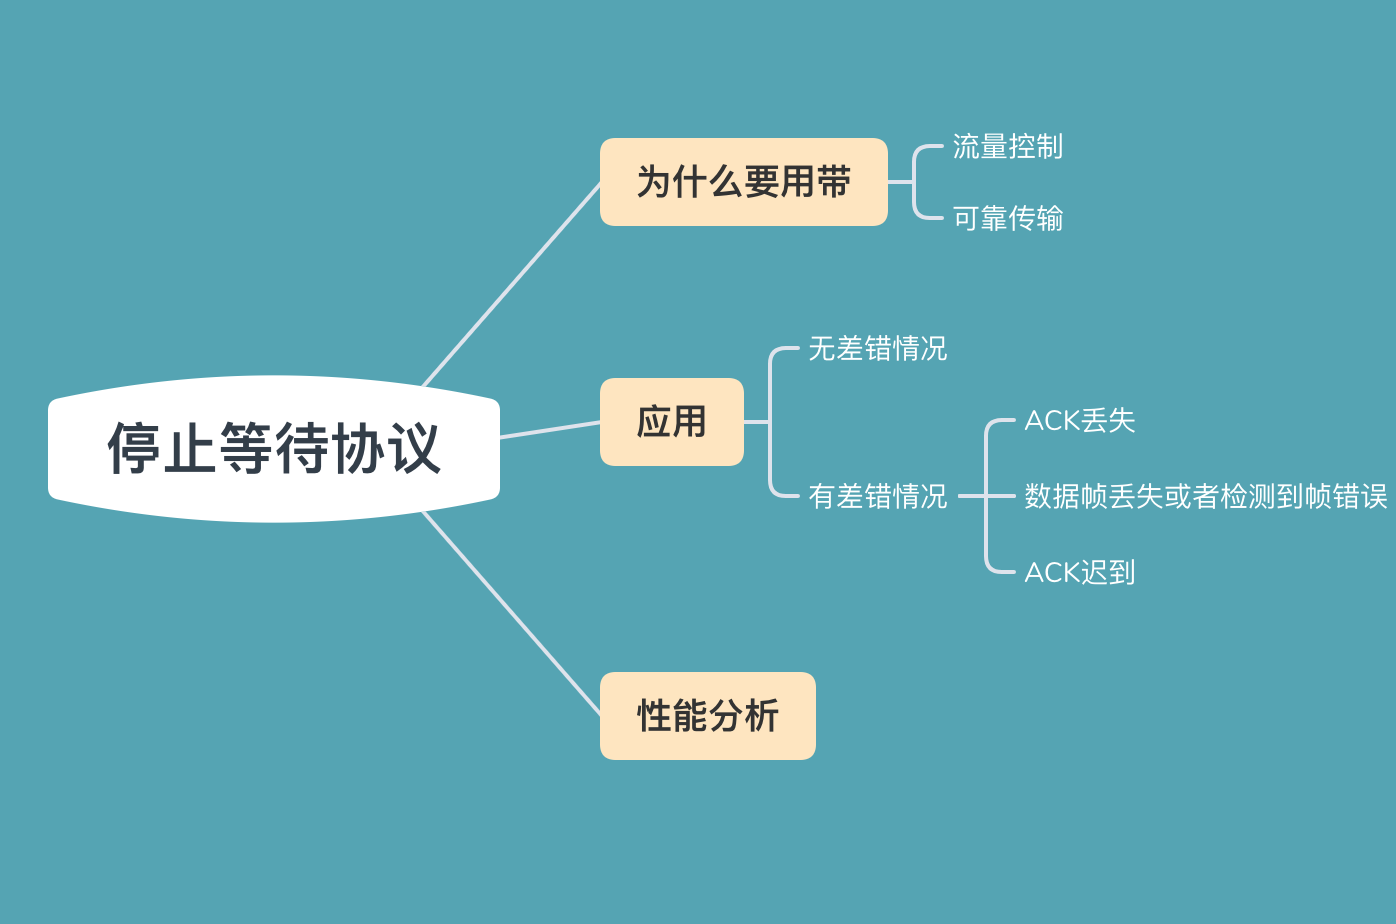 为什么要用带
流量控制
可靠传输
停止等待协议
应用
无差错情况
有差错情况
ACK丢失
数据帧丢失或者检测到帧错误
ACK迟到
性能分析